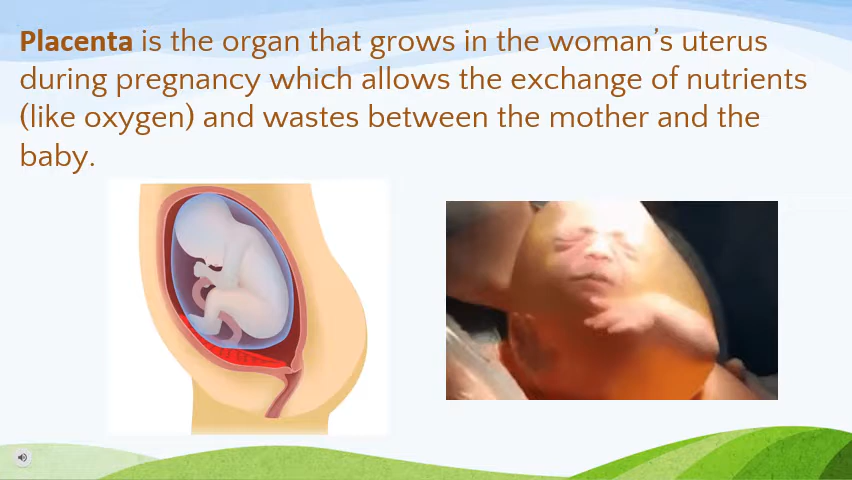 Placenta is the organ that grows in the woman’s uterus
during pregnancy which allows the exchange of nutrients
(like oxygen) and wastes between the mother and the
baby.